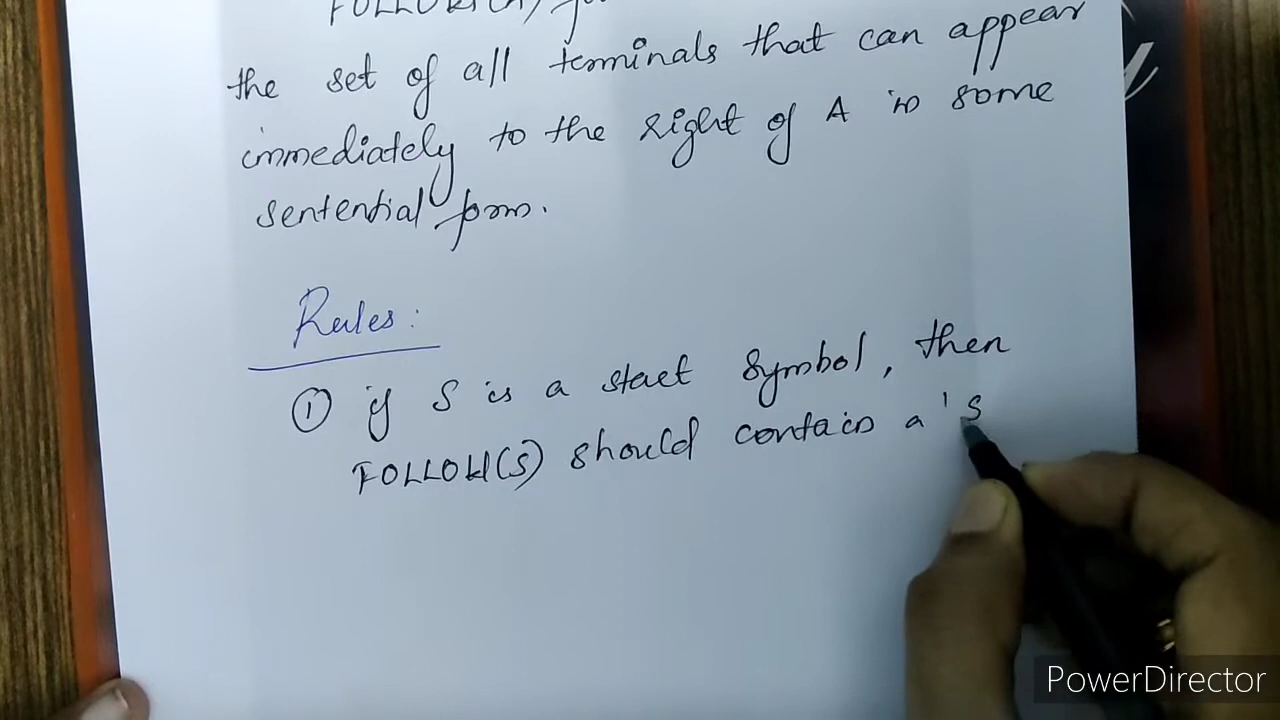 the set of all terminals that can appear
immediately to the right of A in some
sentential form.
Rules:
① if S is a start symbol, then
FOLLOW(S) should contain a 'S
PowerDirector